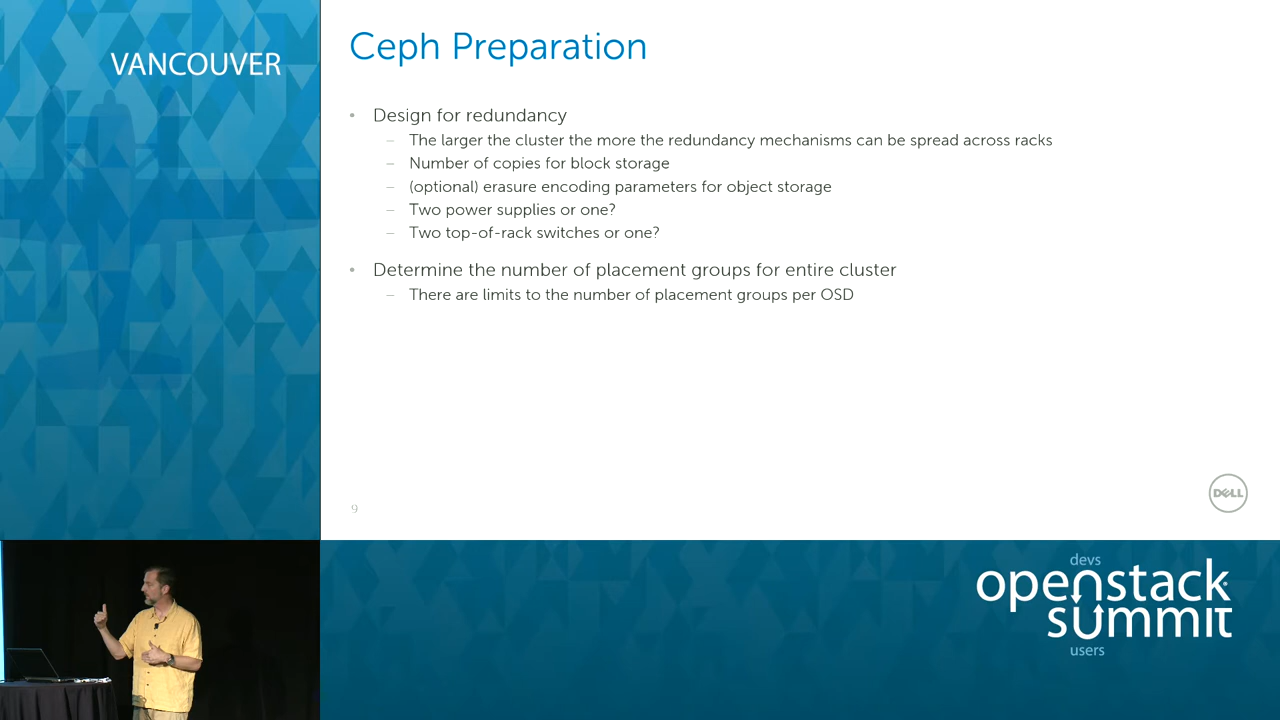 VANCOUVER
Ceph Preparation
• Design for redundancy
– The larger the cluster the more the redundancy mechanisms can be spread across racks
– Number of copies for block storage
– (optional) erasure encoding parameters for object storage
– Two power supplies or one?
– Two top-of-rack switches or one?
• Determine the number of placement groups for entire cluster
– There are limits to the number of placement groups per OSD
9
DELL
devs
openstack
summit
users